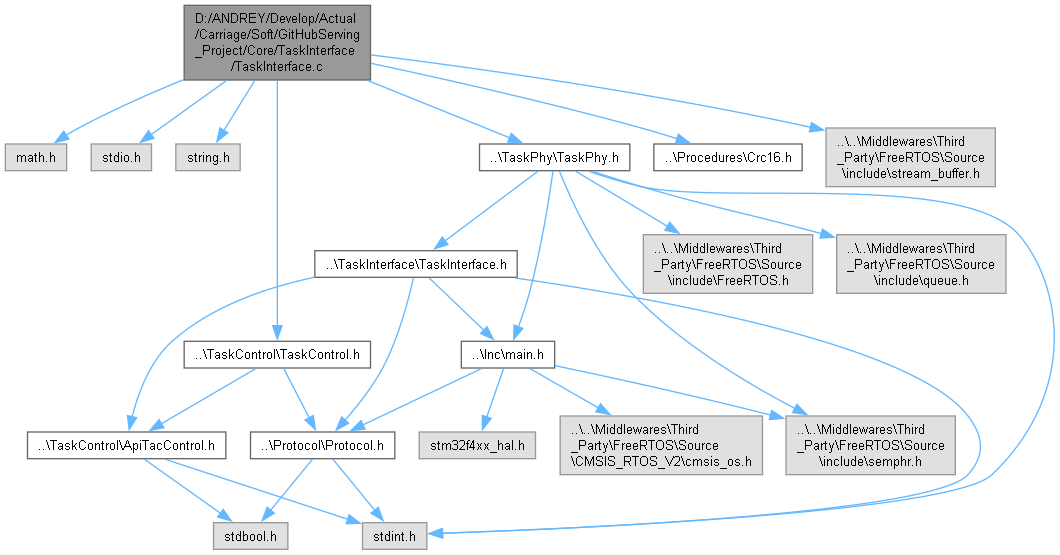 D:/ANDREY/Develop/Actual
/Carriage/Soft/GitHubServing
_Project/Core/TaskInterface
/TaskInterface.c
math.h
stdio.h
string.h
..\TaskPhy\TaskPhy.h
..\Procedures\Crc16.h
..\..\Middlewares\Third
_Party\FreeRTOS\Source
\include\stream_buffer.h
..\TaskInterface\TaskInterface.h
..\..\Middlewares\Third
_Party\FreeRTOS\Source
\include\FreeRTOS.h
..\..\Middlewares\Third
_Party\FreeRTOS\Source
\include\queue.h
..\TaskControl\TaskControl.h
..\Inc\main.h
..\TaskControl\ApiTacControl.h
..\Protocol\Protocol.h
stm32f4xx_hal.h
..\..\Middlewares\Third
_Party\FreeRTOS\Source
\CMSIS_RTOS_V2\cmsis_os.h
..\..\Middlewares\Third
_Party\FreeRTOS\Source
\include\semphr.h
stdbool.h
stdint.h